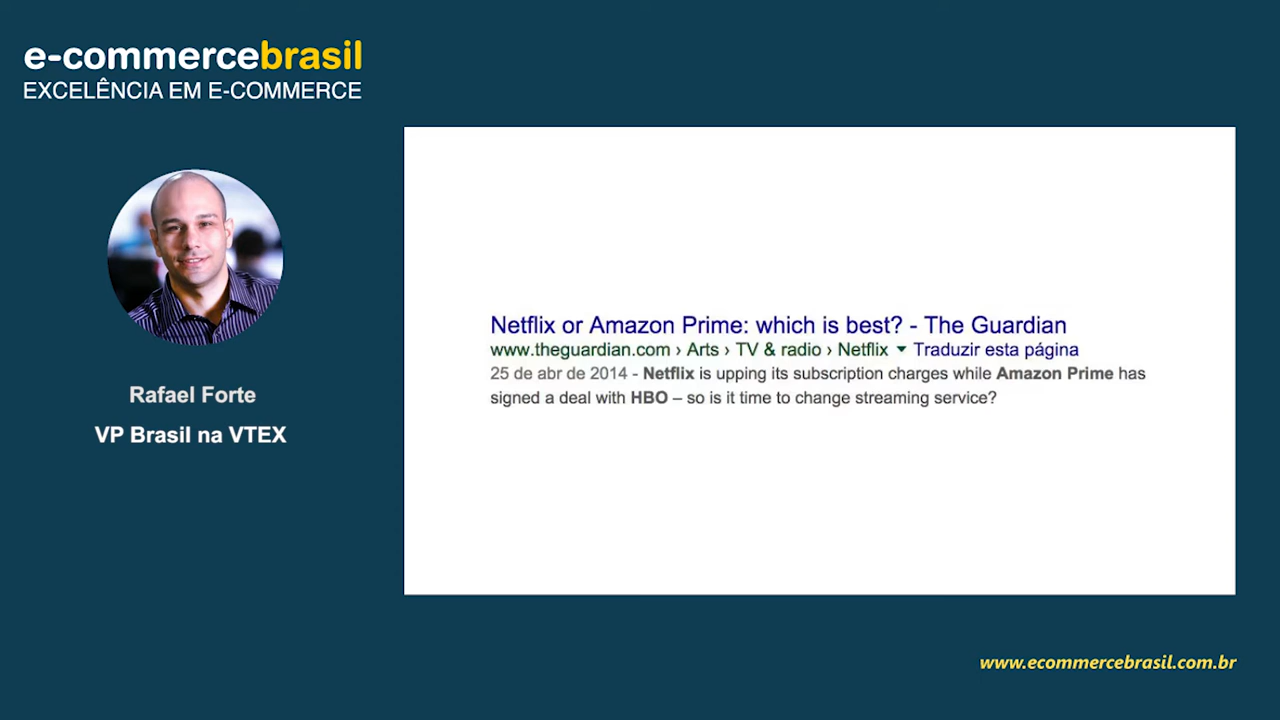 e-commercebrasil
EXCELÊNCIA EM E-COMMERCE
Rafael Forte
VP Brasil na VTEX
Netflix or Amazon Prime: which is best? - The Guardian
www.theguardian.com › Arts › TV & radio › Netflix ▼ Traduzir esta página
25 de abr de 2014 - Netflix is upping its subscription charges while Amazon Prime has
signed a deal with HBO – so is it time to change streaming service?
www.ecommercebrasil.com.br